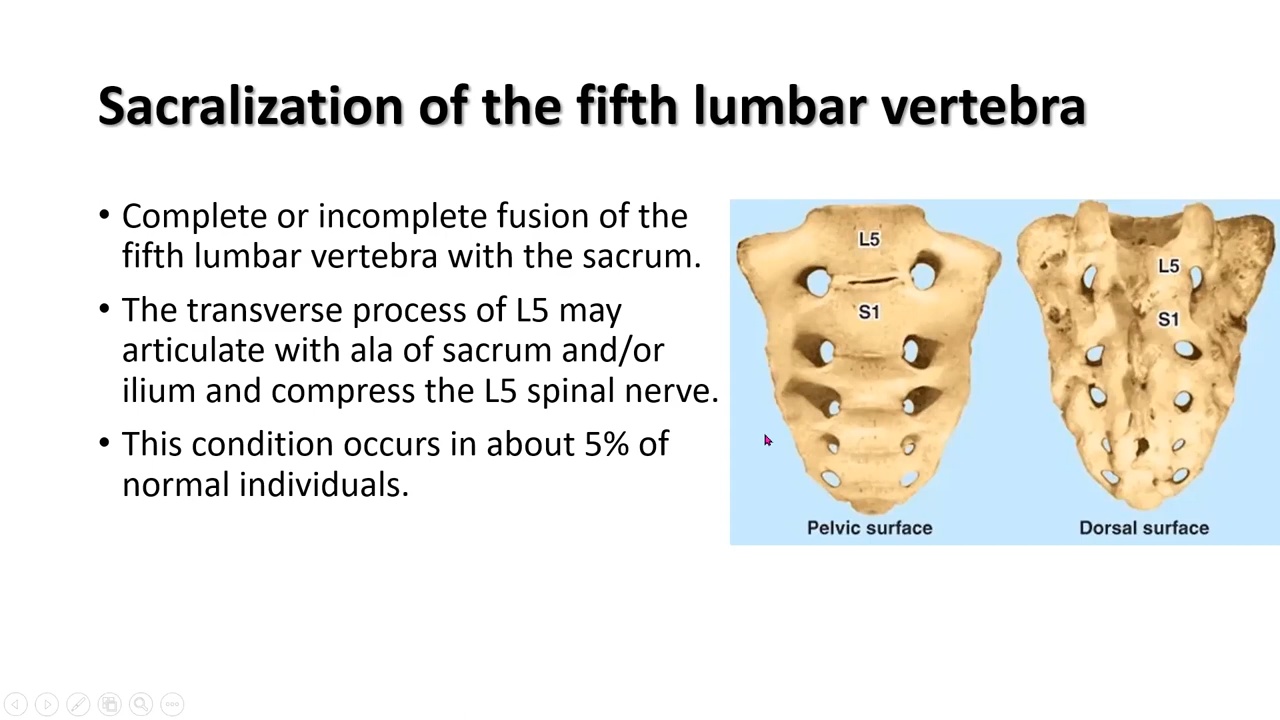 Sacralization of the fifth lumbar vertebra
• Complete or incomplete fusion of the
fifth lumbar vertebra with the sacrum.
• The transverse process of L5 may
articulate with ala of sacrum and/or
ilium and compress the L5 spinal nerve.
• This condition occurs in about 5% of
normal individuals.
L5
S1
Pelvic surface
L5
S1
Dorsal surface